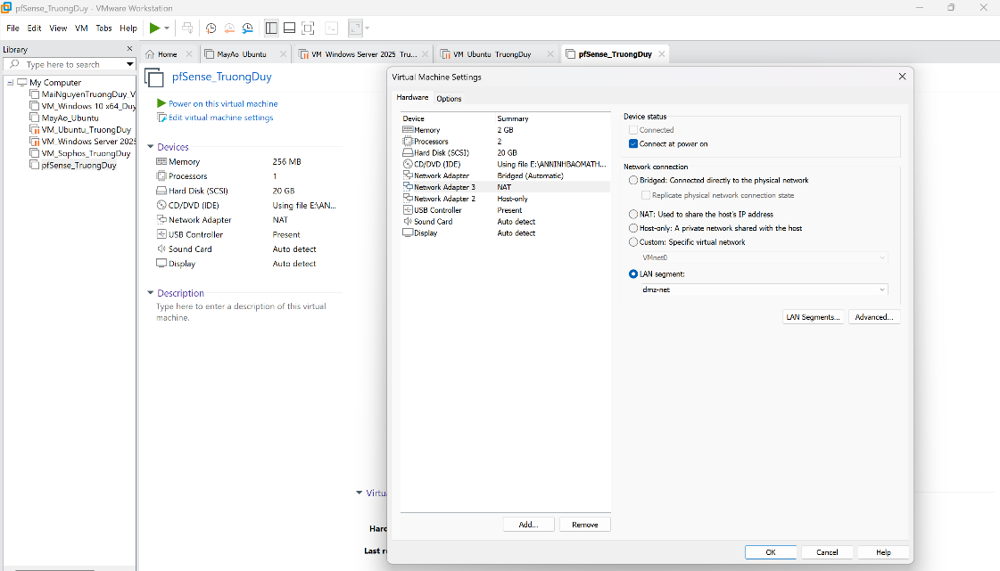 pfSense_TruongDuy - VMware Workstation
File Edit View VM Tabs Help
Library
Type here to search
My Computer
MaiNguyenTruongDuy_V
VM_Windows 10 x64_Duy
MayAo_Ubuntu
VM_Ubuntu_TruongDuy
VM_Windows Server 2025
VM_Sophos_TruongDuy
pfSense_TruongDuy
Home
MayAo Ubuntu
VM Windows Server 2025 Tru...
VM Ubuntu TruongDuy
pfSense_TruongDuy
pfSense_TruongDuy
Power on this virtual machine
Edit virtual machine settings
Devices
Memory 256 MB
Processors 1
Hard Disk (SCSI) 20 GB
CD/DVD (IDE) Using file E:\AN...
Network Adapter NAT
USB Controller Present
Sound Card Auto detect
Display Auto detect
Description
Type here to enter a description of this virtual
machine.
Virtu
Hard
Last r
Virtual Machine Settings
Hardware Options
Device Summary
Memory 2 GB
Processors 2
Hard Disk (SCSI) 20 GB
CD/DVD (IDE) Using file E:\ANNINHBAOMATH...
Network Adapter Bridged (Automatic)
Network Adapter 3 NAT
Network Adapter 2 Host-only
USB Controller Present
Sound Card Auto detect
Display Auto detect
Add... Remove
Device status
Connected
Connect at power on
Network connection
Bridged: Connected directly to the physical network
Replicate physical network connection state
NAT: Used to share the host's IP address
Host-only: A private network shared with the host
Custom: Specific virtual network
VMnet0
LAN segment:
dmz-net
LAN Segments... Advanced...
OK Cancel Help